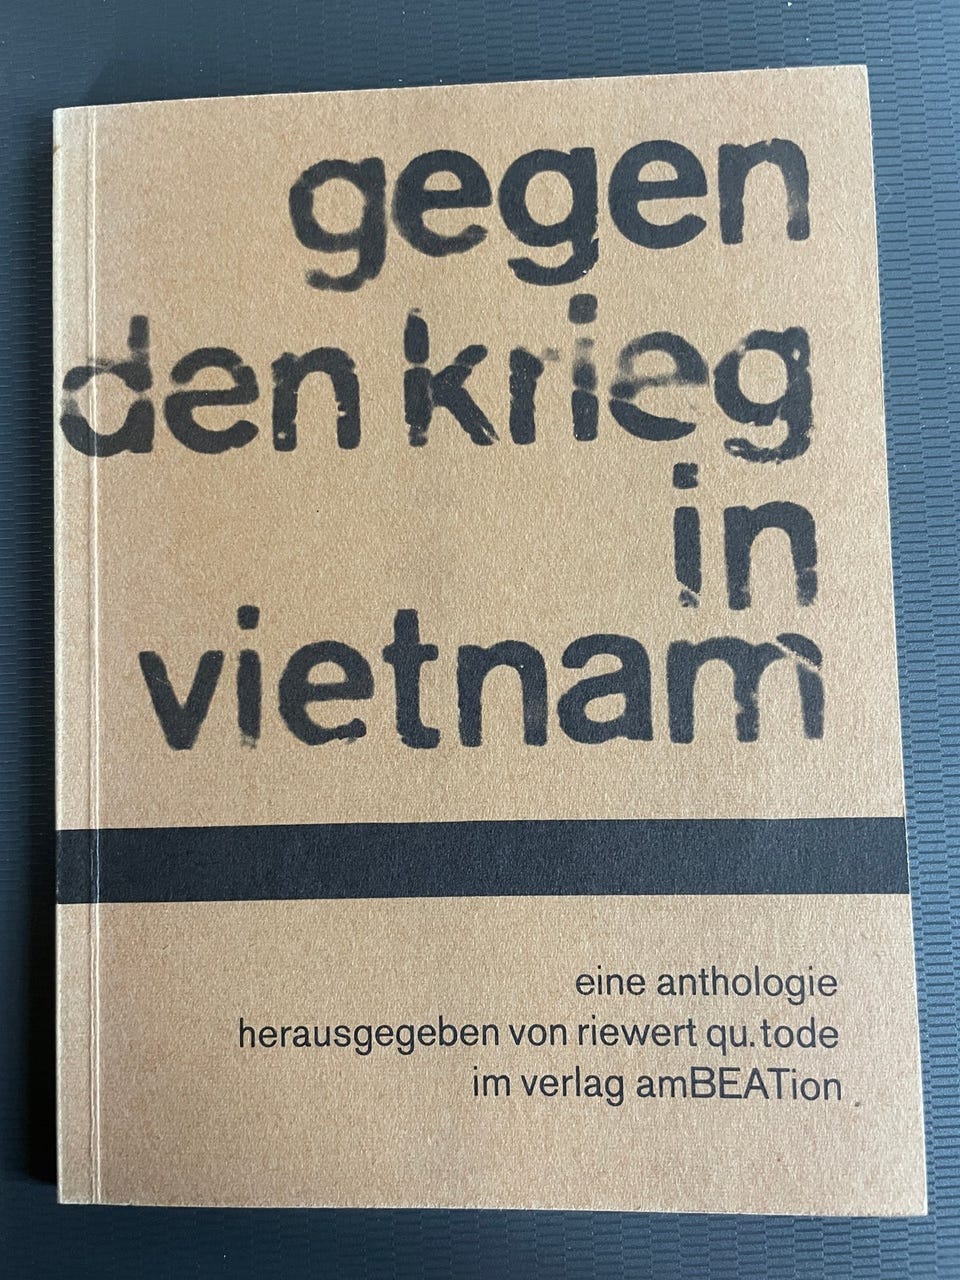 gegen
den krieg
in
vietnam
eine anthologie
herausgegeben von riewert qu. tode
im verlag amBEATion